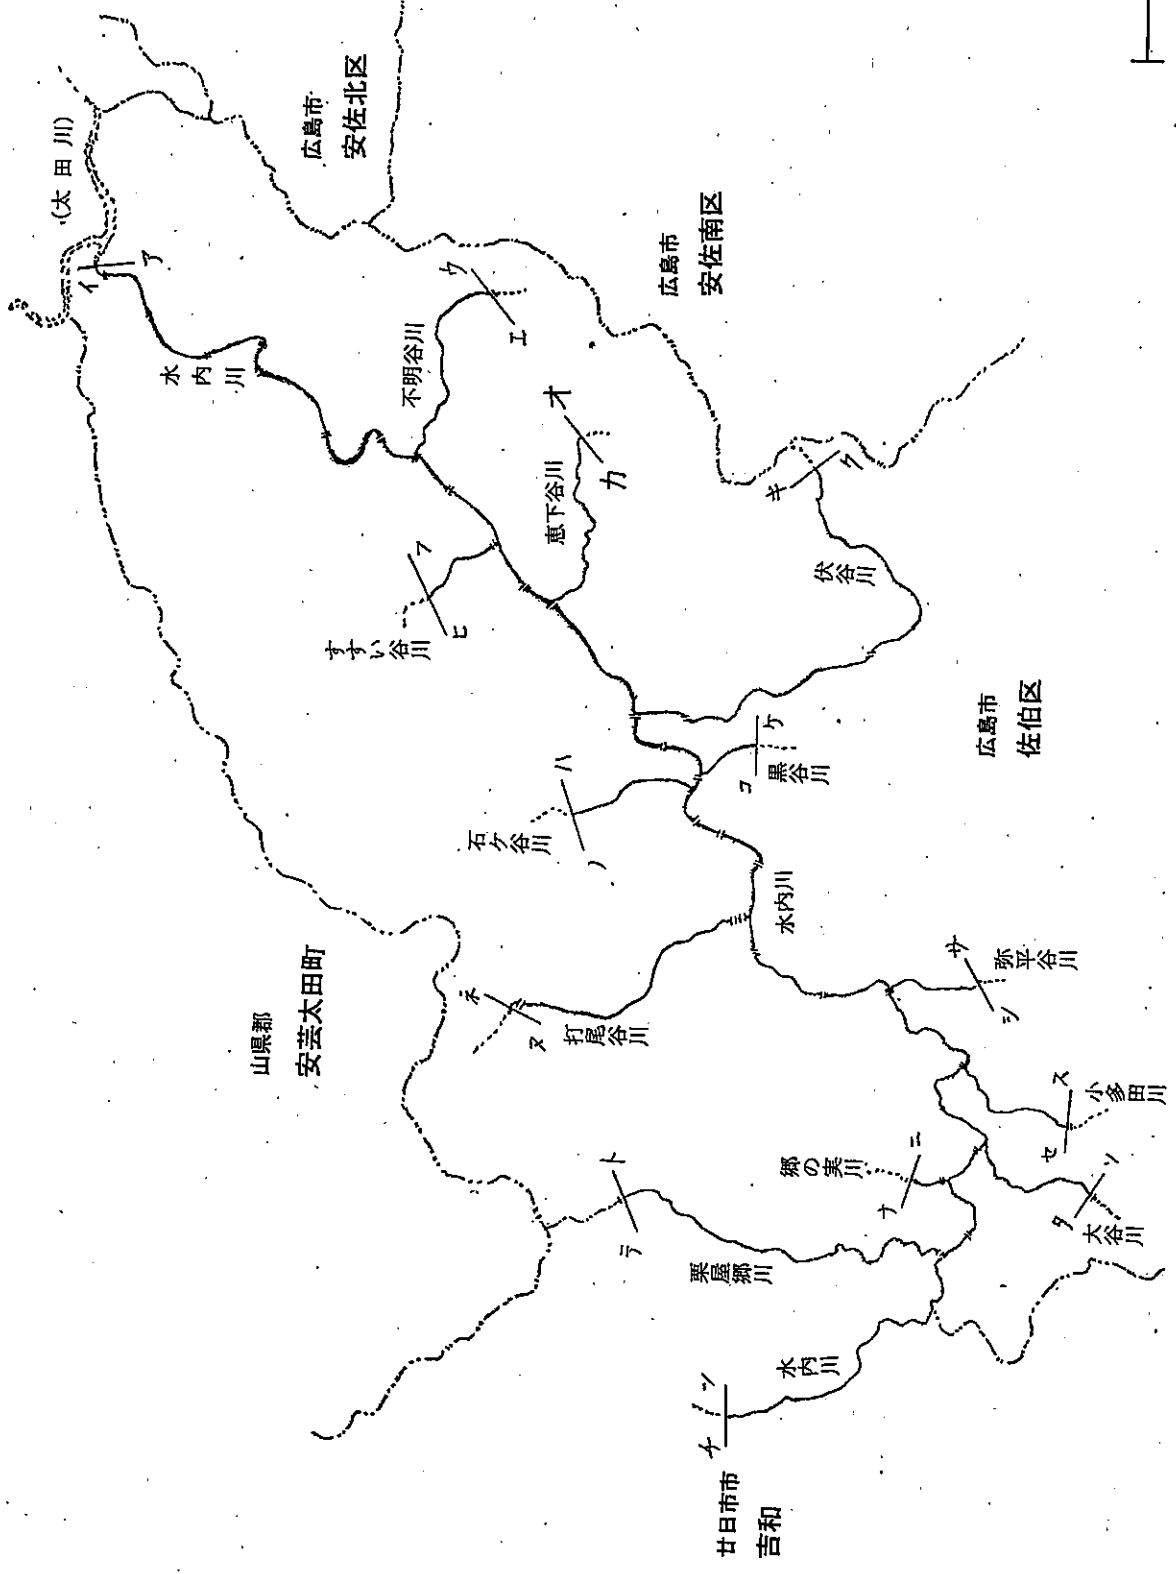 (太田川)
広島市
安佐北区
ア
イ
水内川
不明谷川
ウ
エ
広島市
安佐南区
恵下谷川
オ
カ
キ
ク
伏谷川
すすい谷川
フ
ヒ
広島市
佐伯区
ケ
コ
黒谷川
石ケ谷川
ハ
ノ
水内川
山県郡
安芸太田町
ネ
ヌ
打尾谷川
サ
シ
弥平谷川
ス
セ
小多田川
郷の実川
ニ
ナ
ソ
タ
大谷川
ト
テ
栗屋郷川
水内川
ツ
チ
廿日市市
吉和